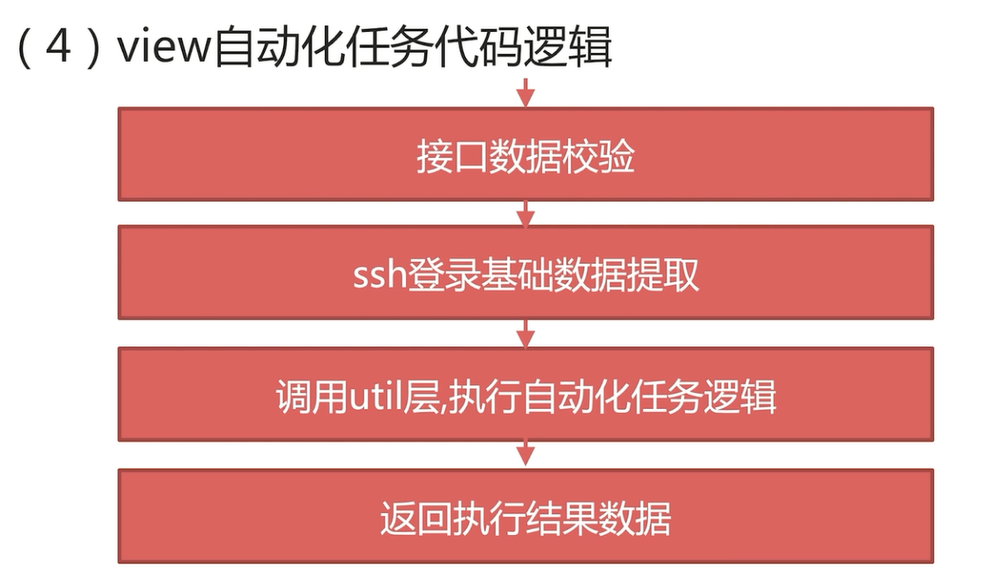 （4）view自动化任务代码逻辑
接口数据校验
ssh登录基础数据提取
调用util层,执行自动化任务逻辑
返回执行结果数据